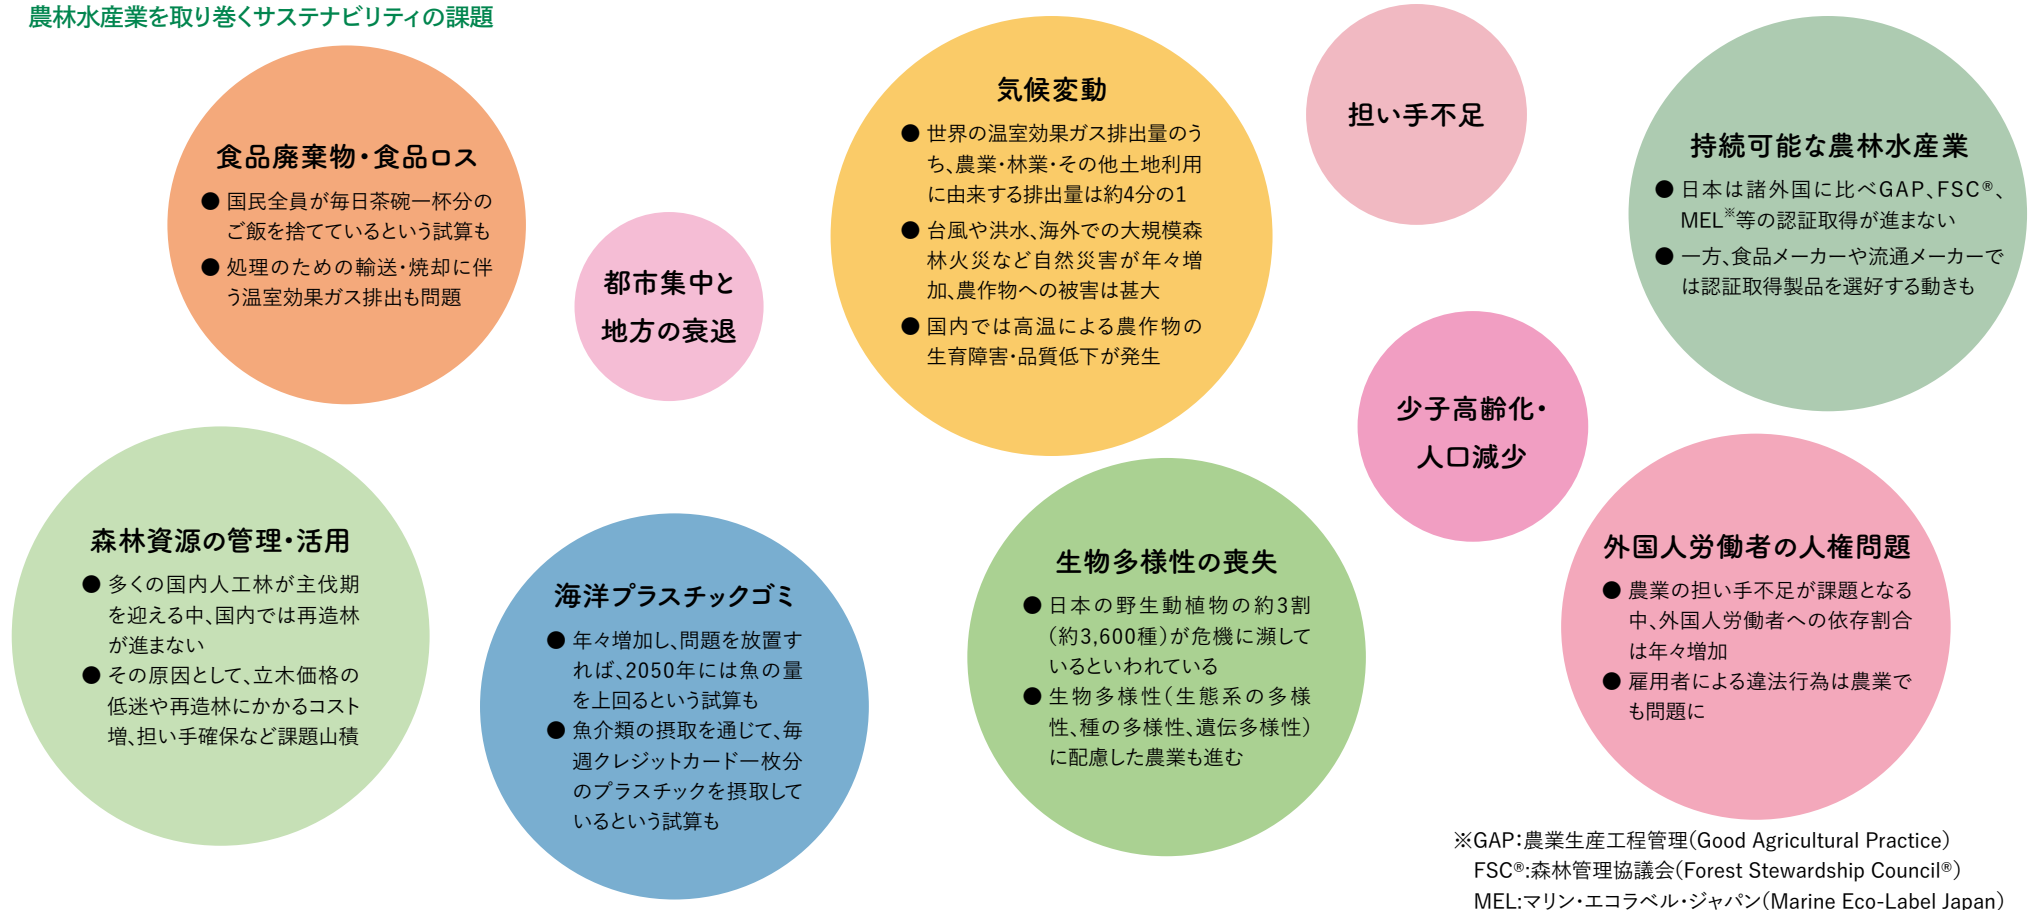 農林水産業を取り巻くサステナビリティの課題
食品廃棄物・食品ロス
● 国民全員が毎日茶碗一杯分の
ご飯を捨てているという試算も
● 処理のための輸送・焼却に伴
う温室効果ガス排出も問題
都市集中と
地方の衰退
気候変動
● 世界の温室効果ガス排出量のう
ち、農業・林業・その他土地利用
に由来する排出量は約4分の1
● 台風や洪水、海外での大規模森
林火災など自然災害が年々増
加、農作物への被害は甚大
● 国内では高温による農作物の
生育障害・品質低下が発生
担い手不足
持続可能な農林水産業
● 日本は諸外国に比べGAP、FSC®、
MEL※等の認証取得が進まない
● 一方、食品メーカーや流通メーカーで
は認証取得製品を選好する動きも
少子高齢化・
人口減少
森林資源の管理・活用
● 多くの国内人工林が主伐期
を迎える中、国内では再造林
が進まない
● その原因として、立木価格の
低迷や再造林にかかるコスト
増、担い手確保など課題山積
海洋プラスチックゴミ
● 年々増加し、問題を放置す
れば、2050年には魚の量
を上回るという試算も
● 魚介類の摂取を通じて、毎
週クレジットカード一枚分
のプラスチックを摂取して
いるという試算も
生物多様性の喪失
● 日本の野生動植物の約3割
（約3,600種）が危機に瀕して
いるといわれている
● 生物多様性（生態系の多様
性、種の多様性、遺伝多様性）
に配慮した農業も進む
外国人労働者の人権問題
● 農業の担い手不足が課題となる
中、外国人労働者への依存割合
は年々増加
● 雇用者による違法行為は農業で
も問題に
※GAP：農業生産工程管理（Good Agricultural Practice）
FSC®:森林管理協議会（Forest Stewardship Council®）
MEL:マリン・エコラベル・ジャパン（Marine Eco-Label Japan）